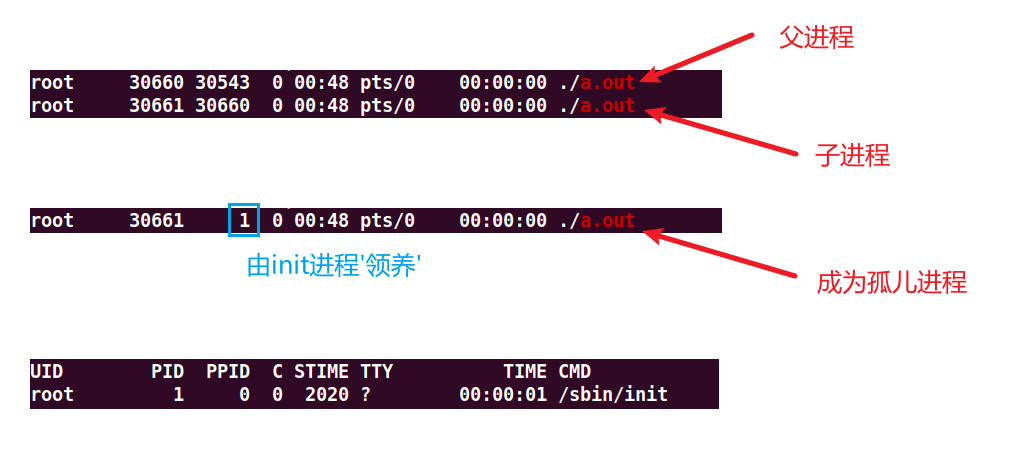 父进程
root 30660 30543 0 00:48 pts/0 00:00:00 ./a.out
root 30661 30660 0 00:48 pts/0 00:00:00 ./a.out
子进程
root 30661 1 0 00:48 pts/0 00:00:00 ./a.out
由init进程'领养'
成为孤儿进程
UID PID PPID C STIME TTY TIME CMD
root 1 0 0 2020 ? 00:00:01 /sbin/init